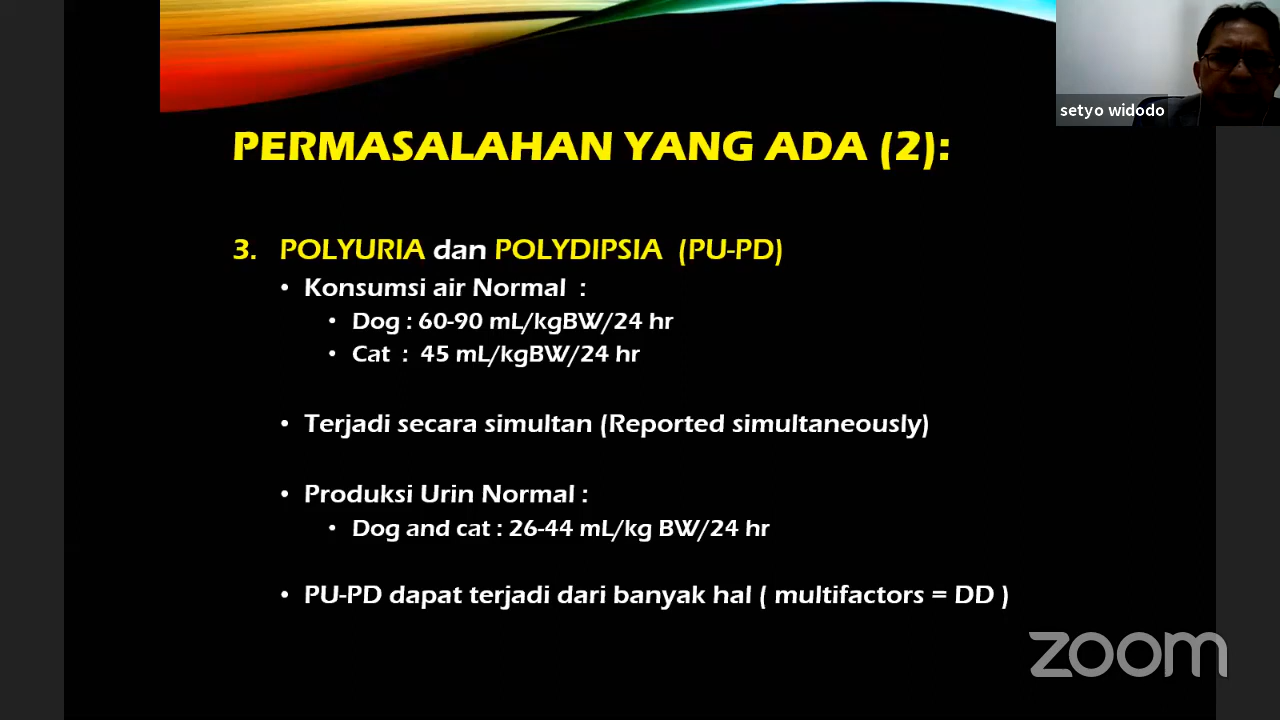 setyo widodo
PERMASALAHAN YANG ADA (2):
3. POLYURIA dan POLYDIPSIA (PU-PD)
• Konsumsi air Normal :
• Dog : 60-90 mL/kgBW/24 hr
• Cat : 45 mL/kgBW/24 hr
• Terjadi secara simultan (Reported simultaneously)
• Produksi Urin Normal :
• Dog and cat : 26-44 mL/kg BW/24 hr
• PU-PD dapat terjadi dari banyak hal ( multifactors = DD )
zoom